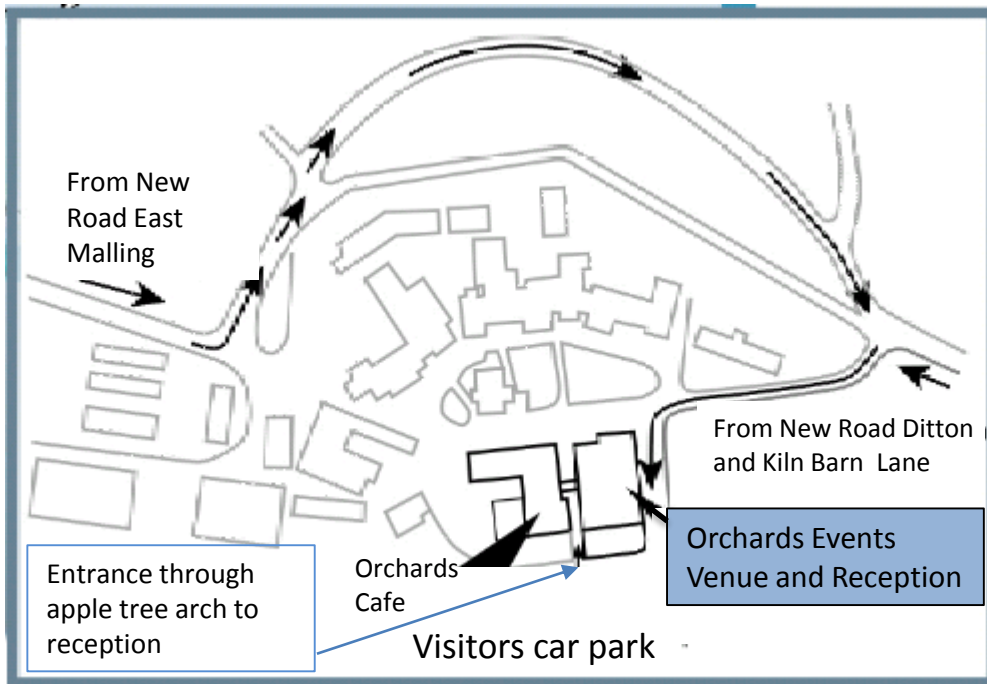 From New
Road East
Malling
From New Road Ditton
and Kiln Barn Lane
Orchards Events
Venue and Reception
Orchards
Cafe
Entrance through
apple tree arch to
reception
Visitors car park